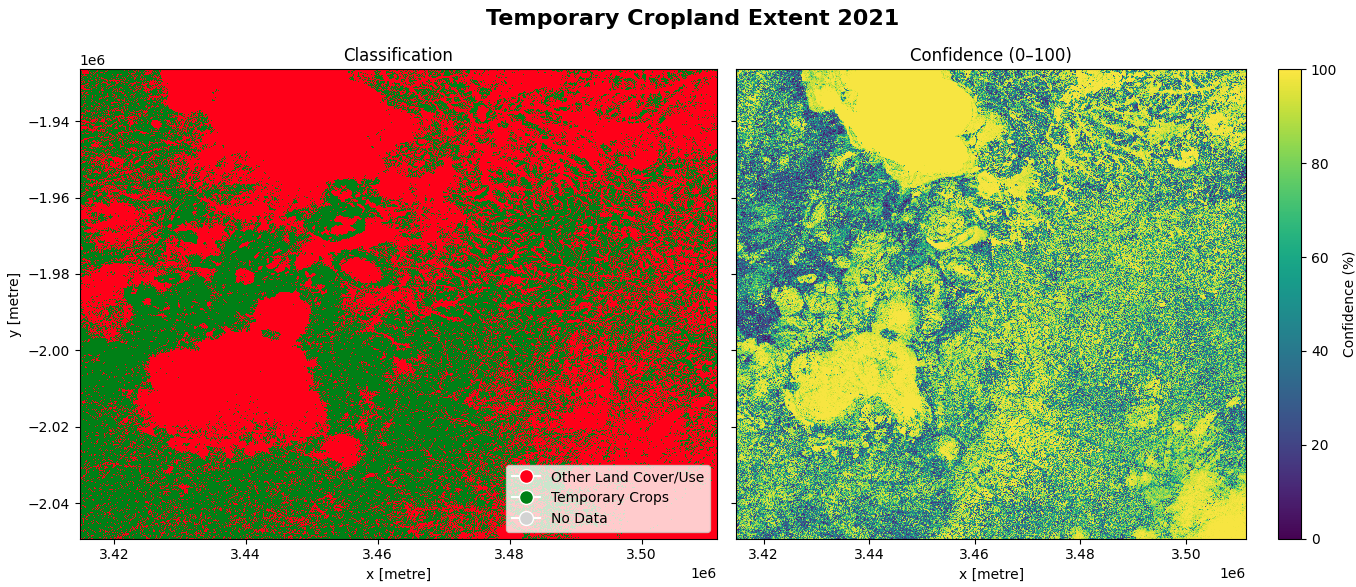 Temporary Cropland Extent 2021
Classification
1e6
−1.94
−1.96
−1.98
−2.00
−2.02
−2.04
y [metre]
3.42
3.44
3.46
3.48
3.50
x [metre]
1e6
Other Land Cover/Use
Temporary Crops
No Data
Confidence (0–100)
3.42
3.44
3.46
3.48
3.50
x [metre]
1e6
100
80
60
40
20
0
Confidence (%)